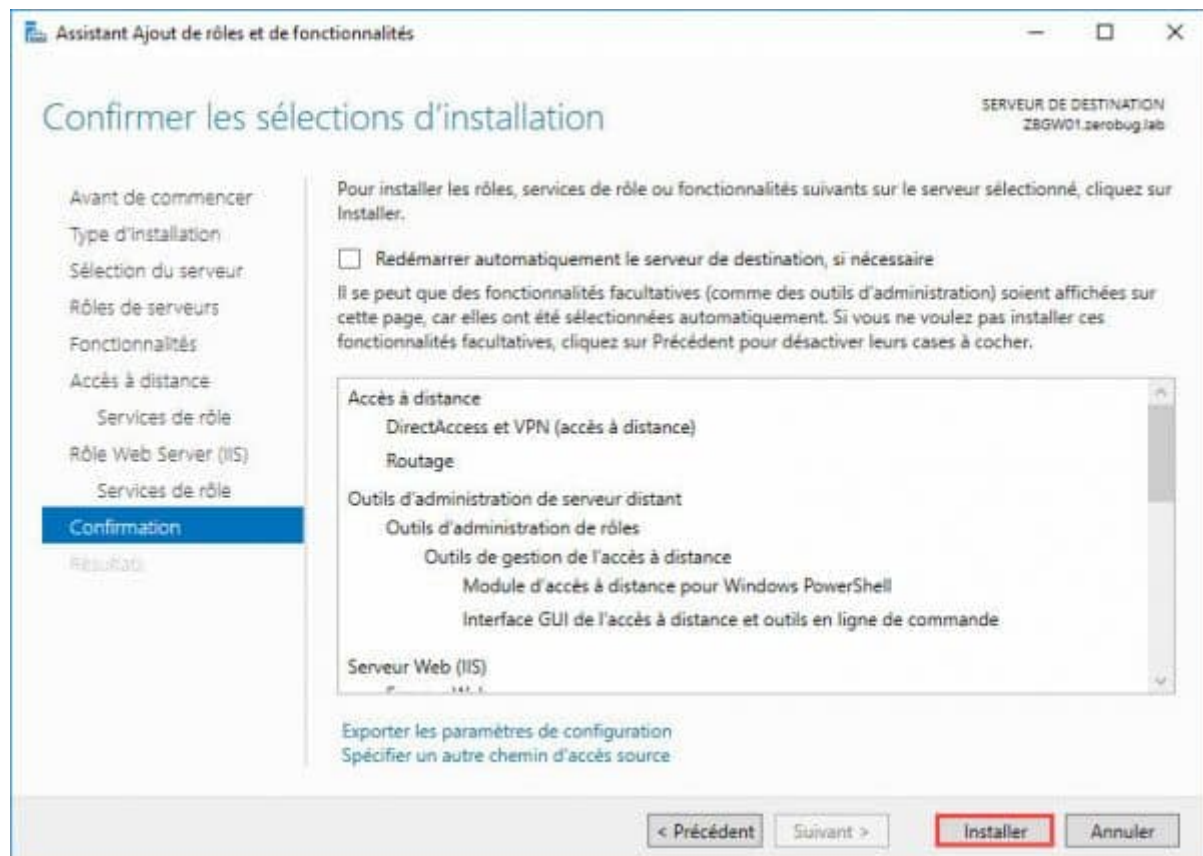 Assistant Ajout de rôles et de fonctionnalités
Confirmer les sélections d'installation
SERVEUR DE DESTINATION
ZBGW01.zerobug.lab
Avant de commencer
Type d'installation
Sélection du serveur
Rôles de serveurs
Fonctionnalités
Accès à distance
Services de rôle
Rôle Web Server (IIS)
Services de rôle
Confirmation
Résultats
Pour installer les rôles, services de rôle ou fonctionnalités suivants sur le serveur sélectionné, cliquez sur
Installer.
Redémarrer automatiquement le serveur de destination, si nécessaire
Il se peut que des fonctionnalités facultatives (comme des outils d'administration) soient affichées sur
cette page, car elles ont été sélectionnées automatiquement. Si vous ne voulez pas installer ces
fonctionnalités facultatives, cliquez sur Précédent pour désactiver leurs cases à cocher.
Accès à distance
DirectAccess et VPN (accès à distance)
Routage
Outils d'administration de serveur distant
Outils d'administration de rôles
Outils de gestion de l'accès à distance
Module d'accès à distance pour Windows PowerShell
Interface GUI de l'accès à distance et outils en ligne de commande
Serveur Web (IIS)
Exporter les paramètres de configuration
Spécifier un autre chemin d'accès source
< Précédent
Suivant >
Installer
Annuler